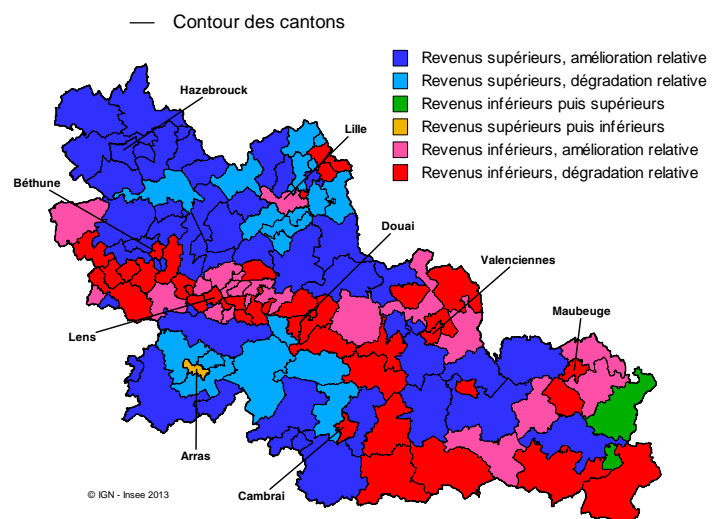 Contour des cantons
Revenus supérieurs, amélioration relative
Revenus supérieurs, dégradation relative
Revenus inférieurs puis supérieurs
Revenus supérieurs puis inférieurs
Revenus inférieurs, amélioration relative
Revenus inférieurs, dégradation relative
Hazebrouck
Lille
Béthune
Douai
Valenciennes
Maubeuge
Lens
Arras
Cambrai
© IGN - Insee 2013